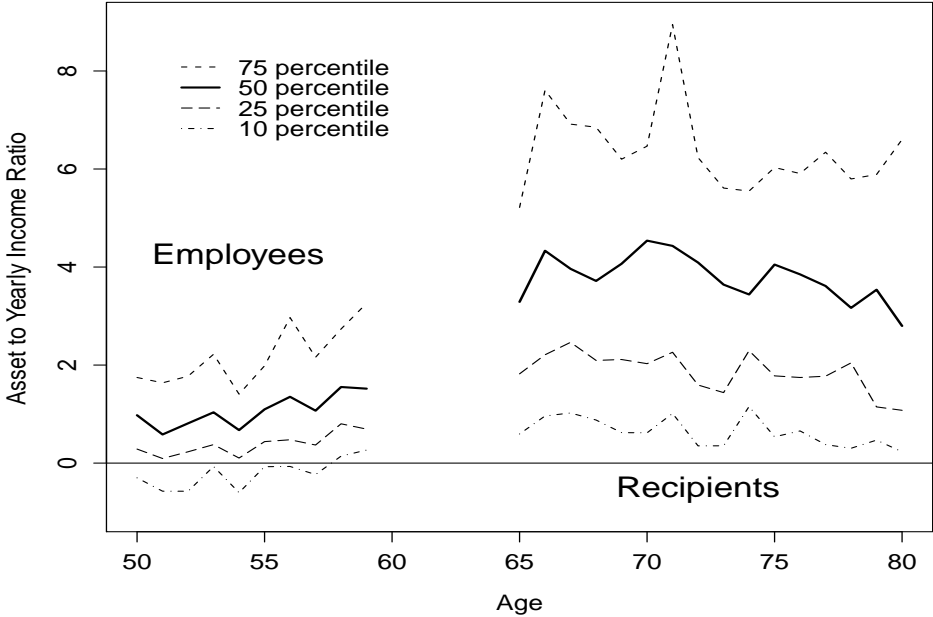 75 percentile
50 percentile
25 percentile
10 percentile
Employees
Recipients
Asset to Yearly Income Ratio
8
6
4
2
0
50 55 60 65 70 75 80
Age